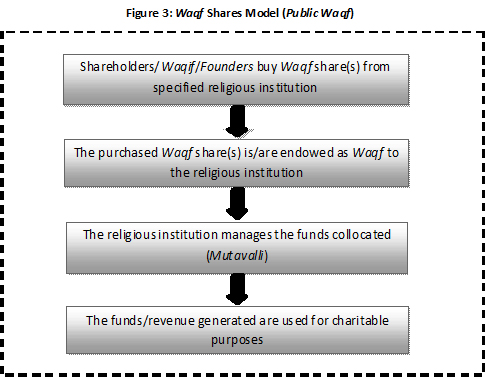 Figure 3: Waqf Shares Model (Public Waqf)
Shareholders/ Waqif/Founders buy Waqf share(s) from
specified religious institution
The purchased Waqf share(s) is/are endowed as Waqf to
the religious institution
The religious institution manages the funds collocated
(Mutavalli)
The funds/revenue generated are used for charitable
purposes